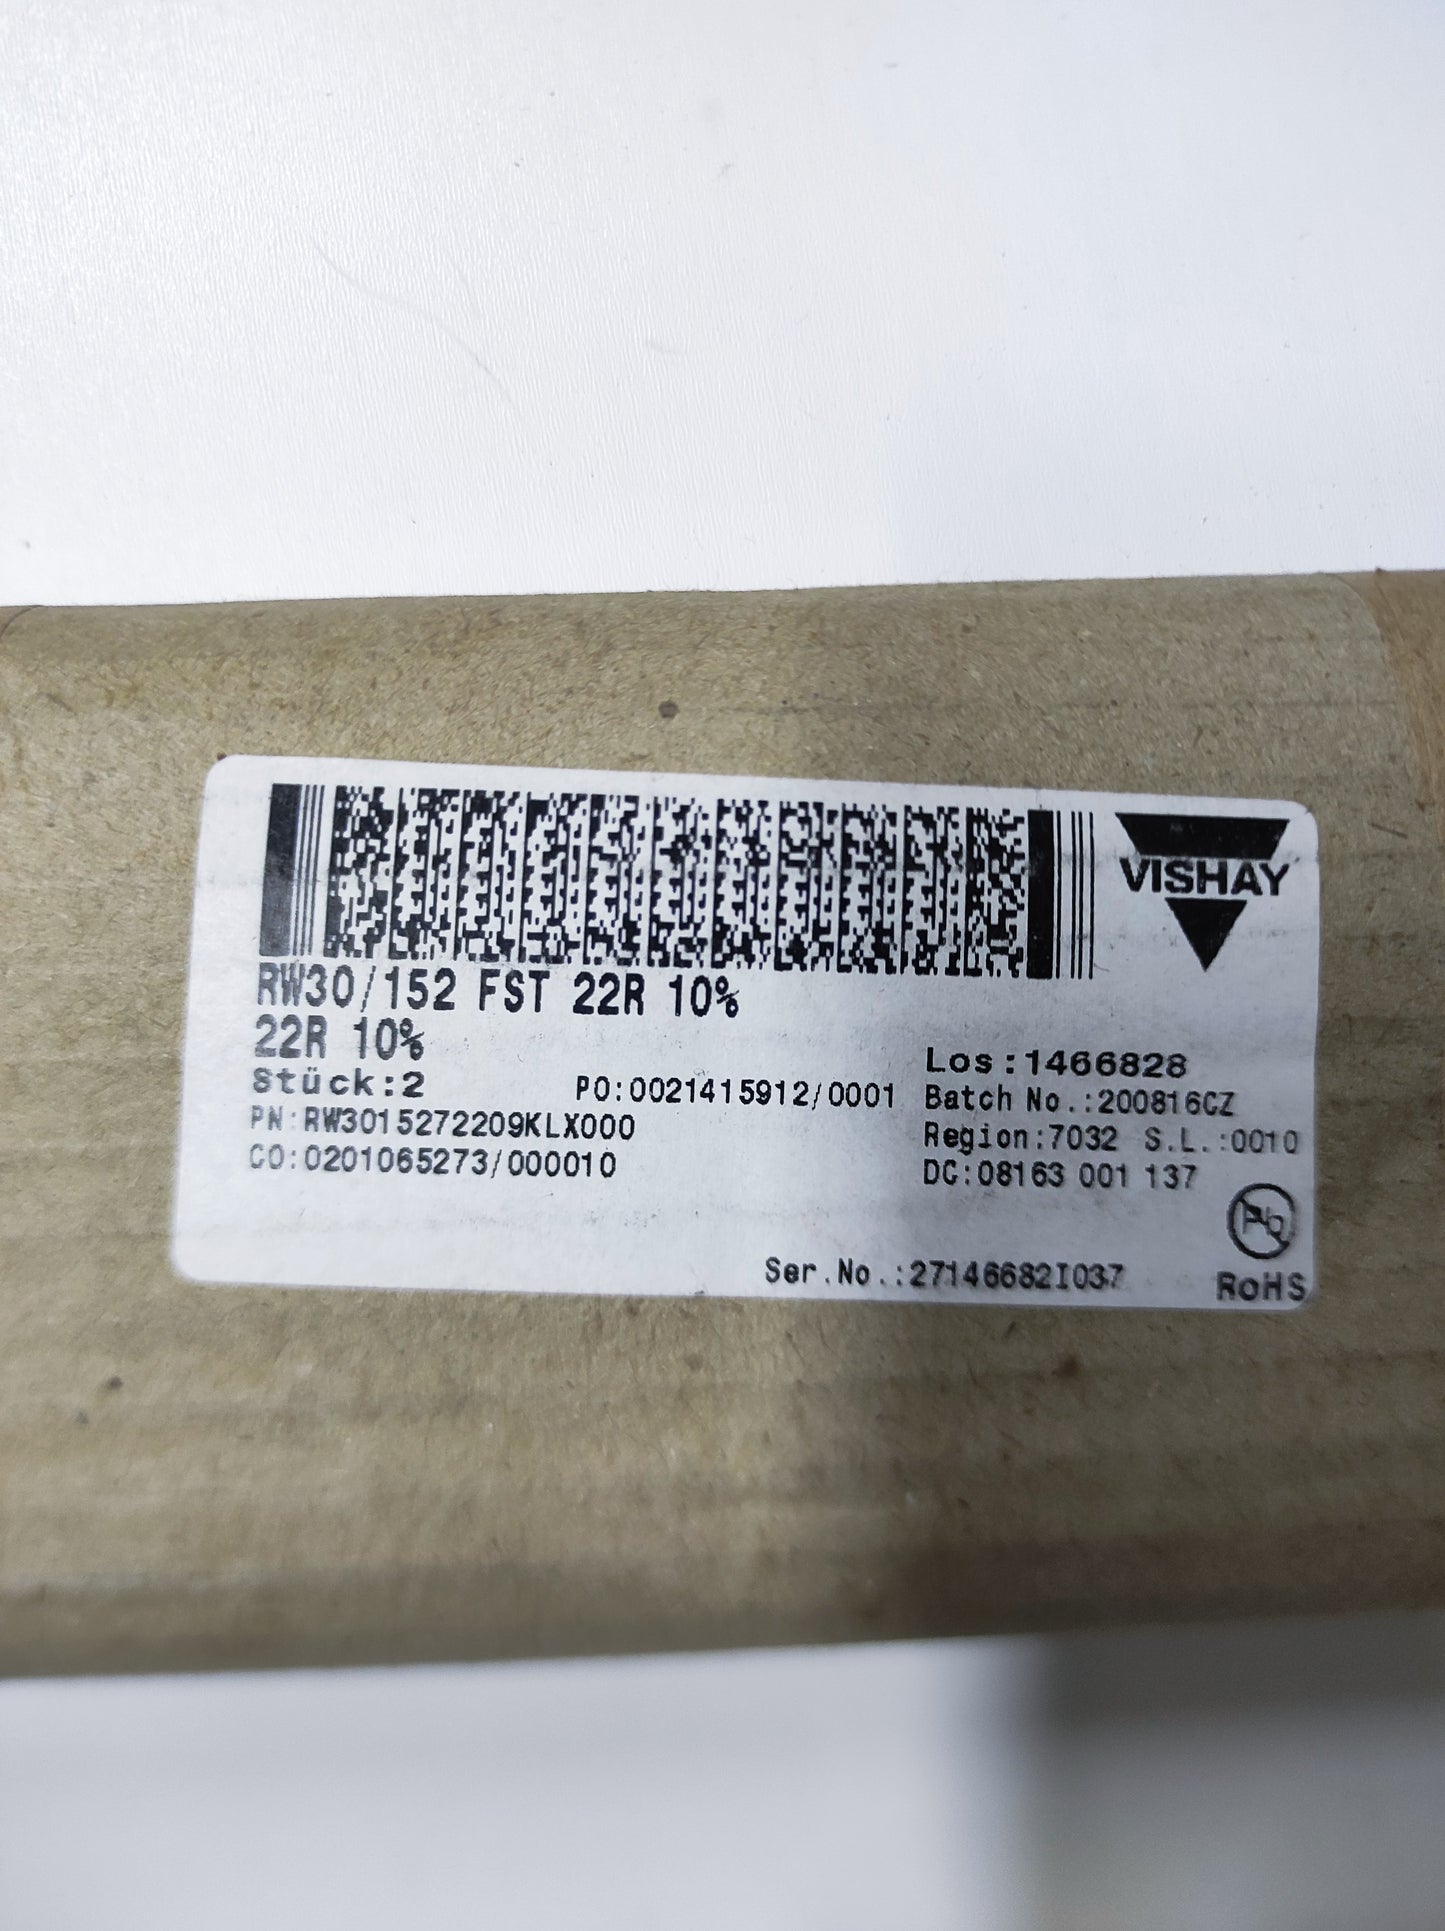 VISHAY
RW30/152 FST 22R 10%
22R 10%
Stück:2
PO:0021415912/0001
PN:RW3015272209KLX000
CO:0201065273/000010
Los:1466828
Batch No.:200816CZ
Region:7032 S.L.:0010
DC:08163 001 137
Pb
RoHS
Ser.No.:27146682I037